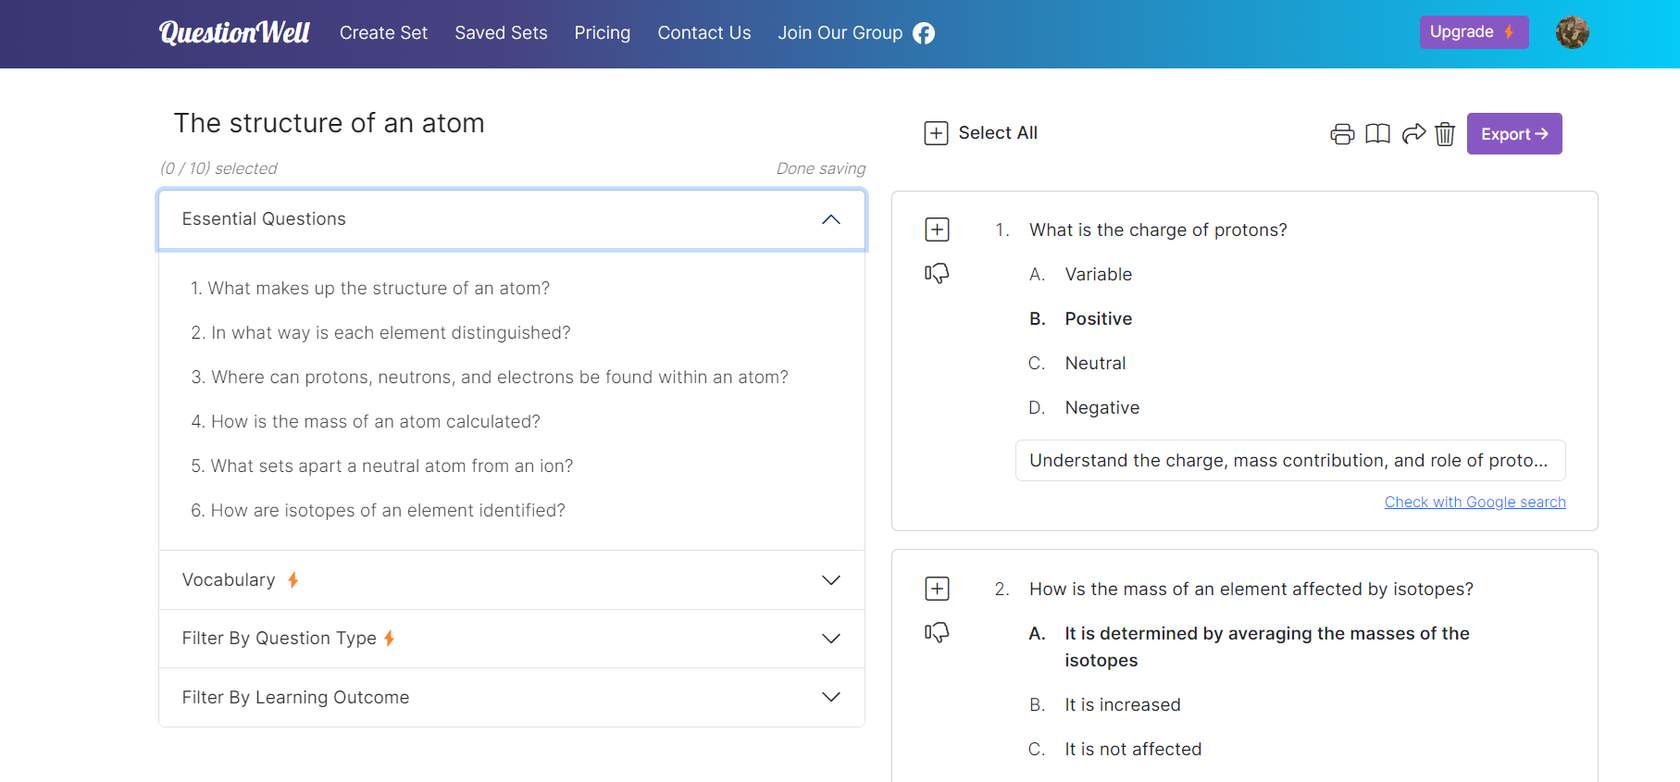 QuestionWell Create Set Saved Sets Pricing Contact Us Join Our Group Upgrade
The structure of an atom
(0 / 10) selected Done saving
Essential Questions
1. What makes up the structure of an atom?
2. In what way is each element distinguished?
3. Where can protons, neutrons, and electrons be found within an atom?
4. How is the mass of an atom calculated?
5. What sets apart a neutral atom from an ion?
6. How are isotopes of an element identified?
Vocabulary
Filter By Question Type
Filter By Learning Outcome
Select All Export
1. What is the charge of protons?
A. Variable
B. Positive
C. Neutral
D. Negative
Understand the charge, mass contribution, and role of proto...
Check with Google search
2. How is the mass of an element affected by isotopes?
A. It is determined by averaging the masses of the
isotopes
B. It is increased
C. It is not affected